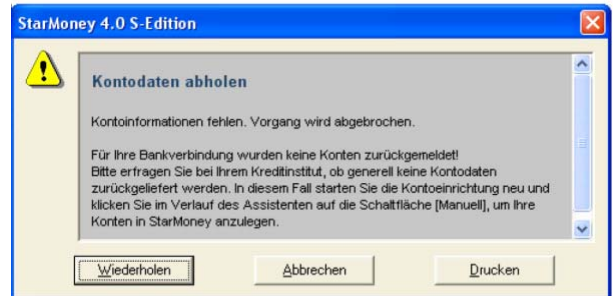 StarMoney 4.0 S-Edition
Kontodaten abholen
Kontoinformationen fehlen. Vorgang wird abgebrochen.
Für Ihre Bankverbindung wurden keine Konten zurückgemeldet!
Bitte erfragen Sie bei Ihrem Kreditinstitut, ob generell keine Kontodaten
zurückgeliefert werden. In diesem Fall starten Sie die Kontoeinrichtung neu und
klicken Sie im Verlauf des Assistenten auf die Schaltfläche [Manuell], um Ihre
Konten in StarMoney anzulegen.
Wiederholen
Abbrechen
Drucken